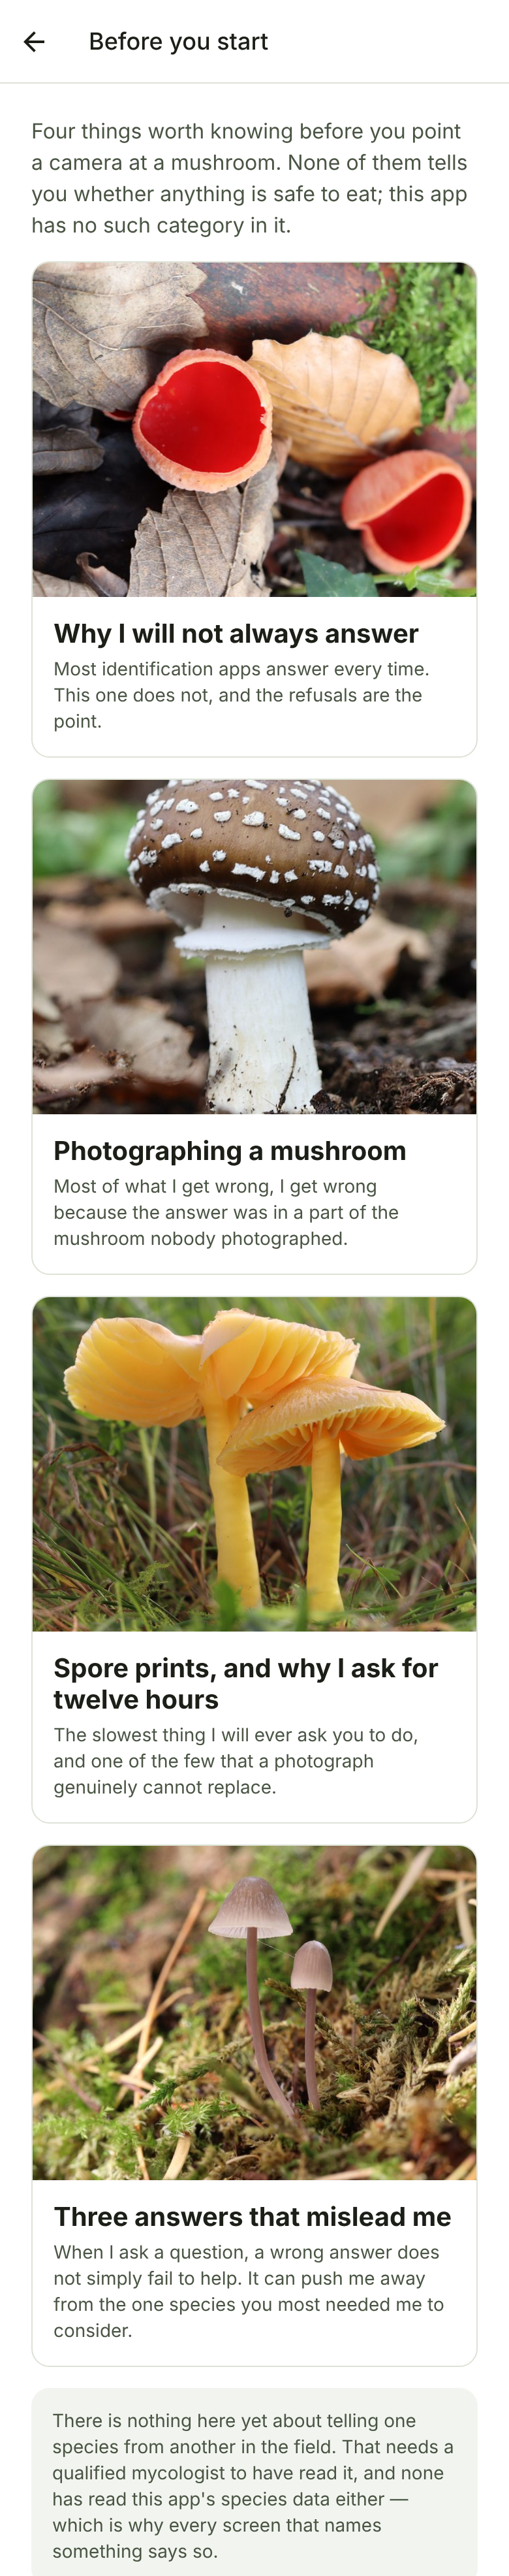 Before you start
Four things worth knowing before you point
a camera at a mushroom. None of them tells
you whether anything is safe to eat; this app
has no such category in it.
Why I will not always answer
Most identification apps answer every time.
This one does not, and the refusals are the
point.
Photographing a mushroom
Most of what I get wrong, I get wrong
because the answer was in a part of the
mushroom nobody photographed.
Spore prints, and why I ask for
twelve hours
The slowest thing I will ever ask you to do,
and one of the few that a photograph
genuinely cannot replace.
Three answers that mislead me
When I ask a question, a wrong answer does
not simply fail to help. It can push me away
from the one species you most needed me to
consider.
There is nothing here yet about telling one
species from another in the field. That needs a
qualified mycologist to have read it, and none
has read this app's species data either —
which is why every screen that names
something says so.